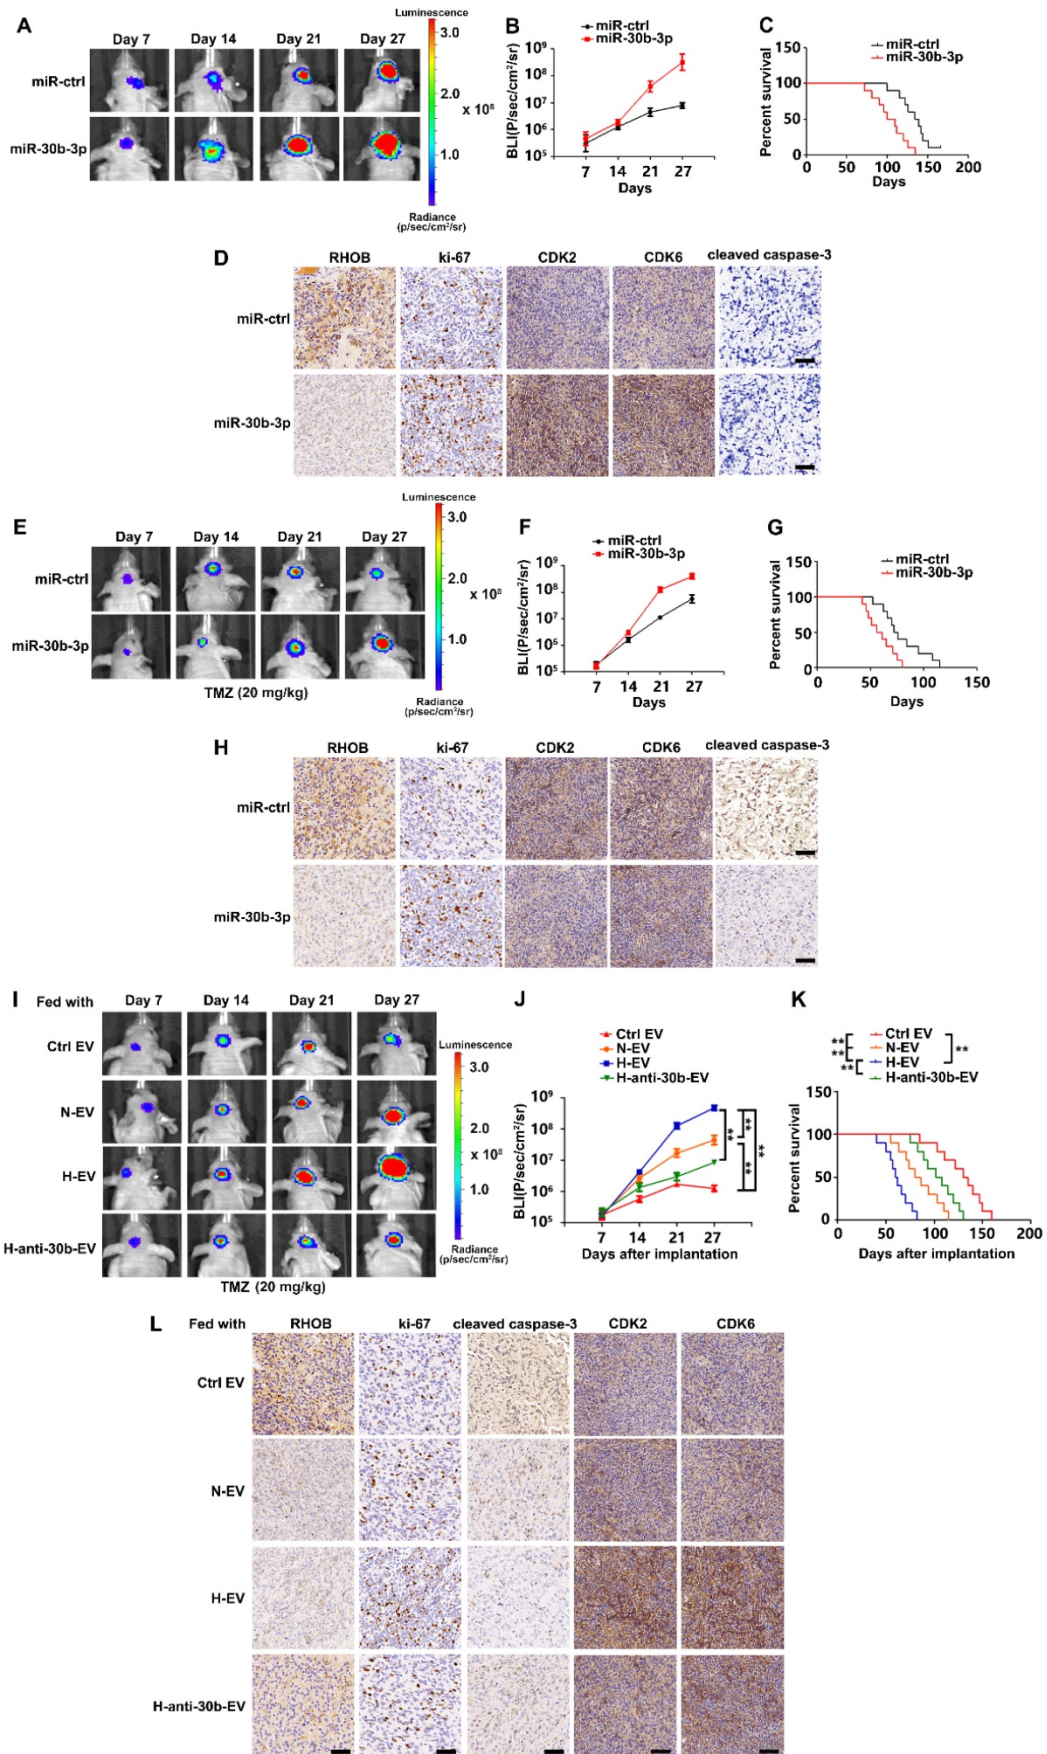 A
Day 7 Day 14 Day 21 Day 27
miR-ctrl
miR-30b-3p
Luminescence
2.0
x 10⁸
1.0
Radiance
(p/sec/cm²/sr)
B
miR-ctrl
miR-30b-3p
BLI(P/sec/cm²/sr)
10⁹
10⁸
10⁷
10⁶
10⁵
7 14 21 27
Days
C
miR-ctrl
miR-30b-3p
Percent survival
150
100
50
0
0 50 100 150 200
Days
D
RHOB ki-67 CDK2 CDK6 cleaved caspase-3
miR-ctrl
miR-30b-3p
E
Day 7 Day 14 Day 21 Day 27
miR-ctrl
miR-30b-3p
TMZ (20 mg/kg)
Luminescence
3.0
2.0
x 10⁸
1.0
Radiance
(p/sec/cm²/sr)
F
miR-ctrl
miR-30b-3p
BLI(P/sec/cm²/sr)
10⁹
10⁸
10⁷
10⁶
10⁵
7 14 21 27
Days
G
miR-ctrl
miR-30b-3p
Percent survival
150
100
50
0
0 50 100 150
Days
H
RHOB ki-67 CDK2 CDK6 cleaved caspase-3
miR-ctrl
miR-30b-3p
I
Fed with Day 7 Day 14 Day 21 Day 27
Ctrl EV
N-EV
H-EV
H-anti-30b-EV
TMZ (20 mg/kg)
Luminescence
3.0
2.0
x 10⁸
1.0
Radiance
(p/sec/cm²/sr)
J
Ctrl EV
N-EV
H-EV
H-anti-30b-EV
BLI(P/sec/cm²/sr)
10⁹
10⁸
10⁷
10⁶
10⁵
7 14 21 27
Days after implantation
** ** ** **
K
Ctrl EV
N-EV
H-EV
H-anti-30b-EV
** ** ** **
Percent survival
150
100
50
0
0 50 100 150 200
Days after implantation
L
Fed with RHOB ki-67 cleaved caspase-3 CDK2 CDK6
Ctrl EV
N-EV
H-EV
H-anti-30b-EV